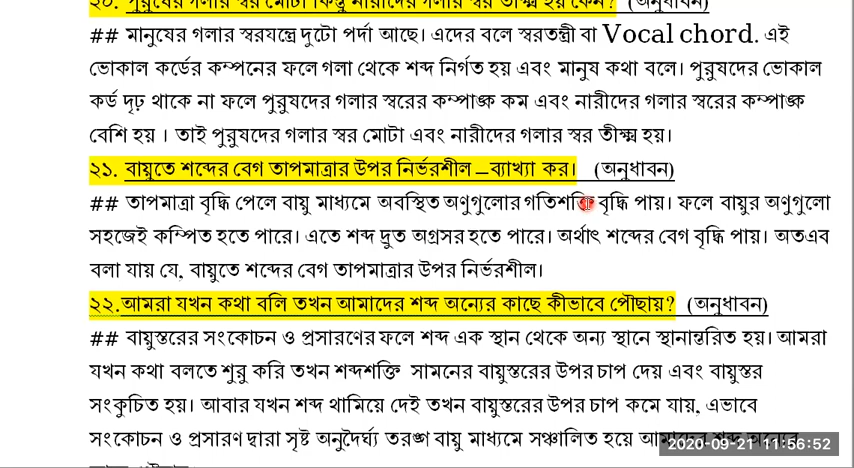 ২০. পুরুষের গলার স্বর মোটা কিন্তু নারীদের গলার স্বর তীক্ষ্ম হয় কেন? (অনুধাবন)
## মানুষের গলার স্বরযন্ত্রে দুটো পর্দা আছে। এদের বলে স্বরতন্ত্রী বা Vocal chord. এই
ভোকাল কর্ডের কম্পনের ফলে গলা থেকে শব্দ নির্গত হয় এবং মানুষ কথা বলে। পুরুষদের ভোকাল
কর্ড দৃঢ় থাকে না ফলে পুরুষদের গলার স্বরের কম্পাঙ্ক কম এবং নারীদের গলার স্বরের কম্পাঙ্ক
বেশি হয় । তাই পুরুষদের গলার স্বর মোটা এবং নারীদের গলার স্বর তীক্ষ্ম হয়।
২১. বায়ুতে শব্দের বেগ তাপমাত্রার উপর নির্ভরশীল –ব্যাখ্যা কর। (অনুধাবন)
## তাপমাত্রা বৃদ্ধি পেলে বায়ু মাধ্যমে অবস্থিত অণুগুলোর গতিশক্তি বৃদ্ধি পায়। ফলে বায়ুর অণুগুলো
সহজেই কম্পিত হতে পারে। এতে শব্দ দ্রুত অগ্রসর হতে পারে। অর্থাৎ শব্দের বেগ বৃদ্ধি পায়। অতএব
বলা যায় যে, বায়ুতে শব্দের বেগ তাপমাত্রার উপর নির্ভরশীল।
২২.আমরা যখন কথা বলি তখন আমাদের শব্দ অন্যের কাছে কীভাবে পৌছায়? (অনুধাবন)
## বায়ুস্তরের সংকোচন ও প্রসারণের ফলে শব্দ এক স্থান থেকে অন্য স্থানে স্থানান্তরিত হয়। আমরা
যখন কথা বলতে শুরু করি তখন শব্দশক্তি সামনের বায়ুস্তরের উপর চাপ দেয় এবং বায়ুস্তর
সংকুচিত হয়। আবার যখন শব্দ থামিয়ে দেই তখন বায়ুস্তরের উপর চাপ কমে যায়, এভাবে
সংকোচন ও প্রসারণ দ্বারা সৃষ্ট অনুদৈর্ঘ্য তরঙ্গ বায়ু মাধ্যমে সঞ্চালিত হয়ে আমাদের শব্দ অন্যের
2020-09-21 11:56:52